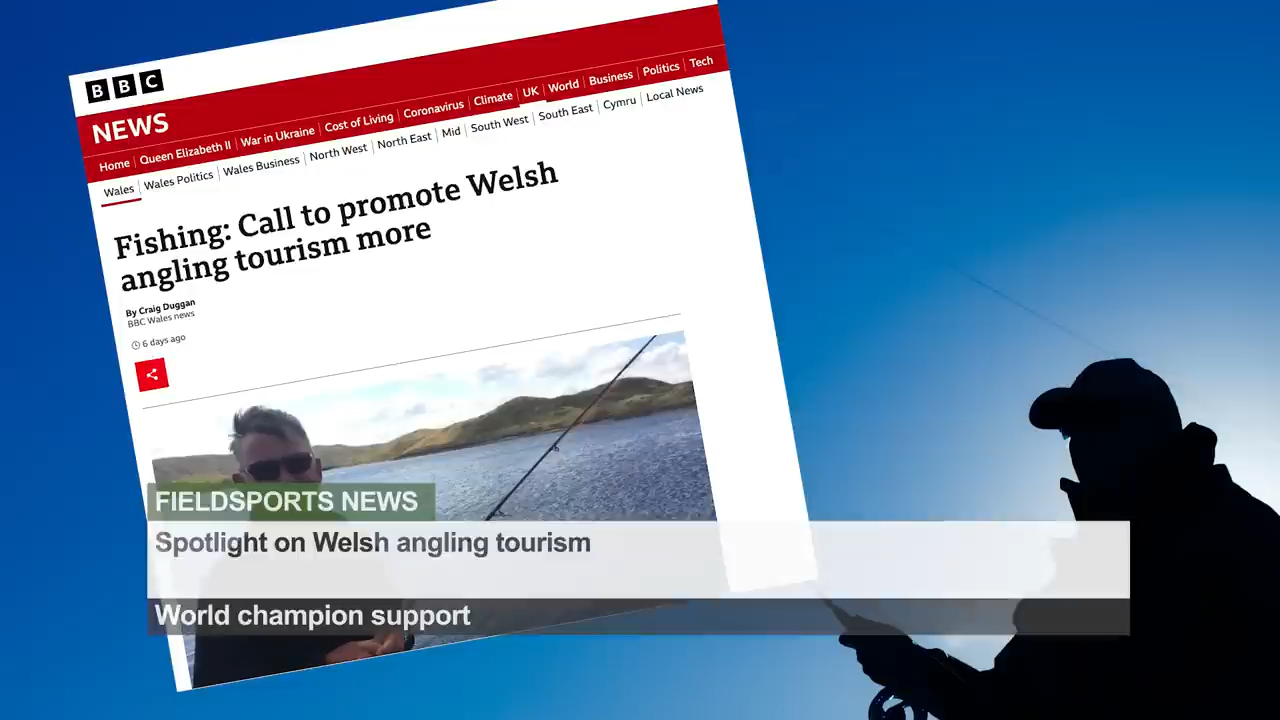 BBC
NEWS
Home Queen Elizabeth II War in Ukraine Cost of Living Coronavirus Climate UK World Business Politics Tech
Wales Wales Politics Wales Business North West North East Mid South West South East Cymru Local News
Fishing: Call to promote Welsh
angling tourism more
By Craig Duggan
BBC Wales news
6 days ago
FIELDSPORTS NEWS
Spotlight on Welsh angling tourism
World champion support